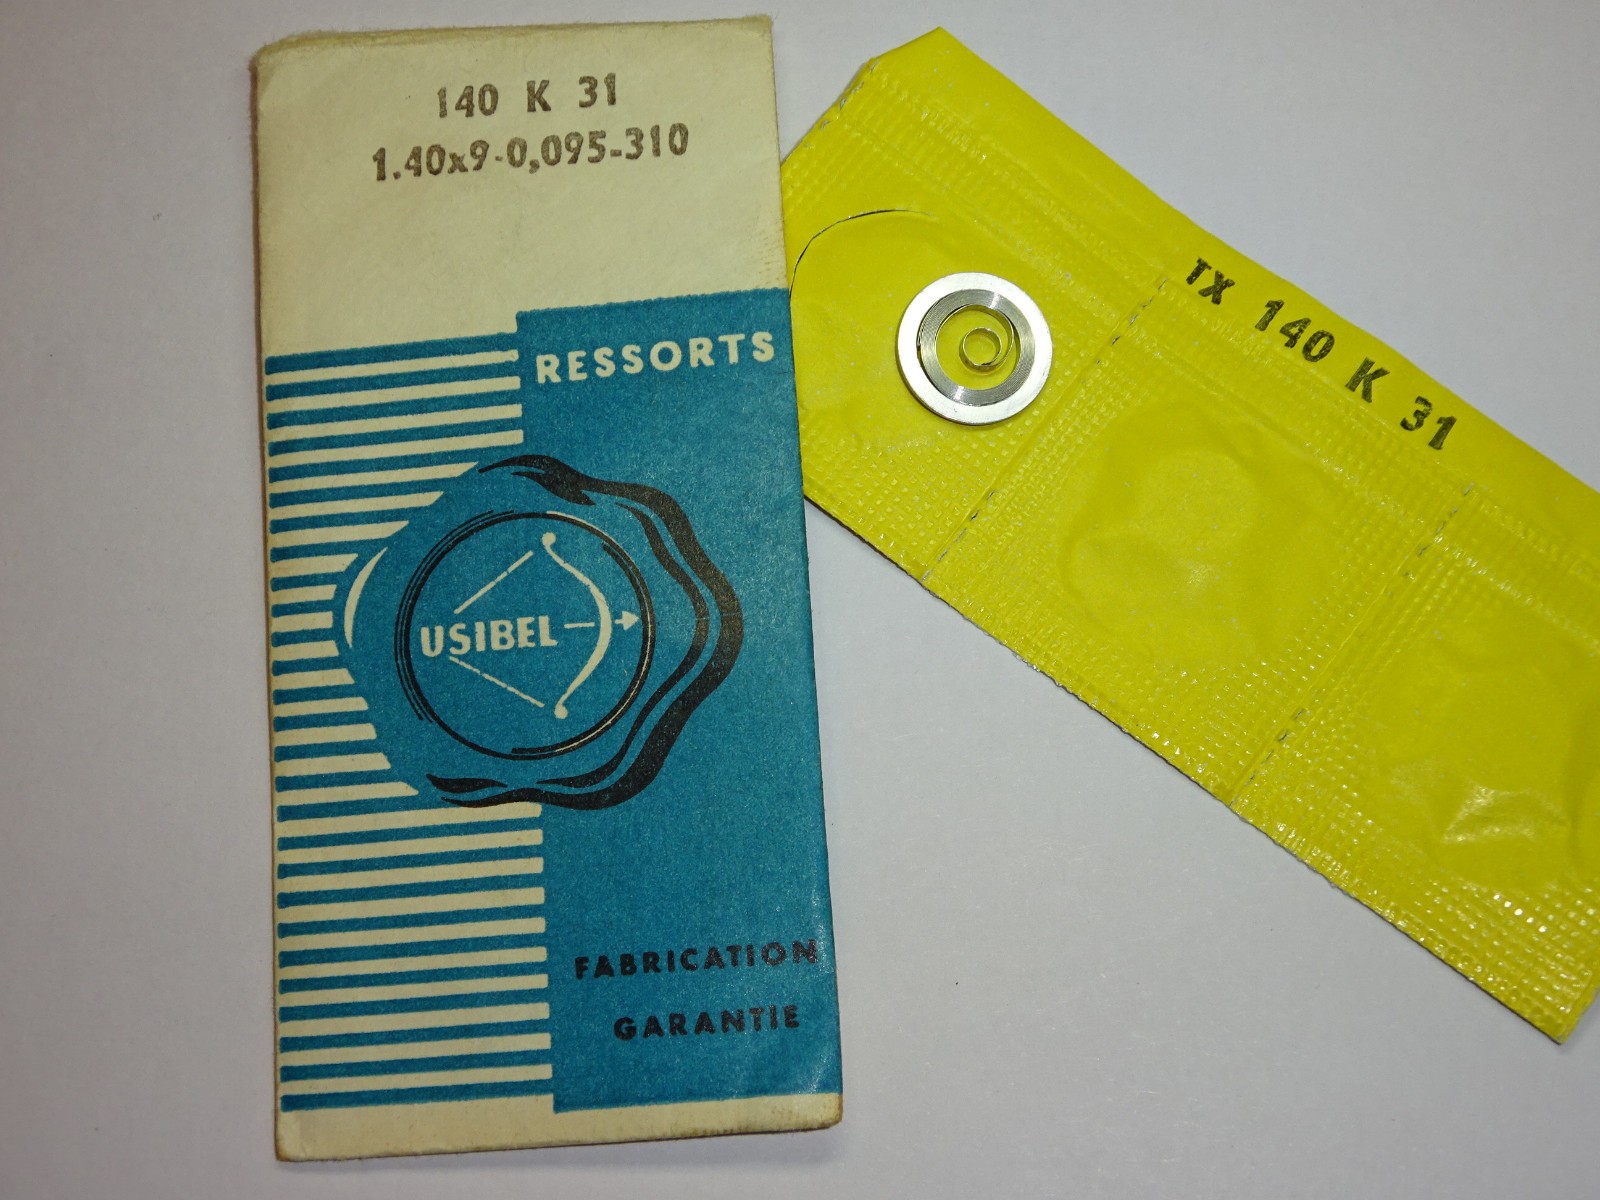 140 K 31
1.40x9-0,095-310
RESSORTS
USIBEL
FABRICATION
GARANTIE
TX 140 K 31